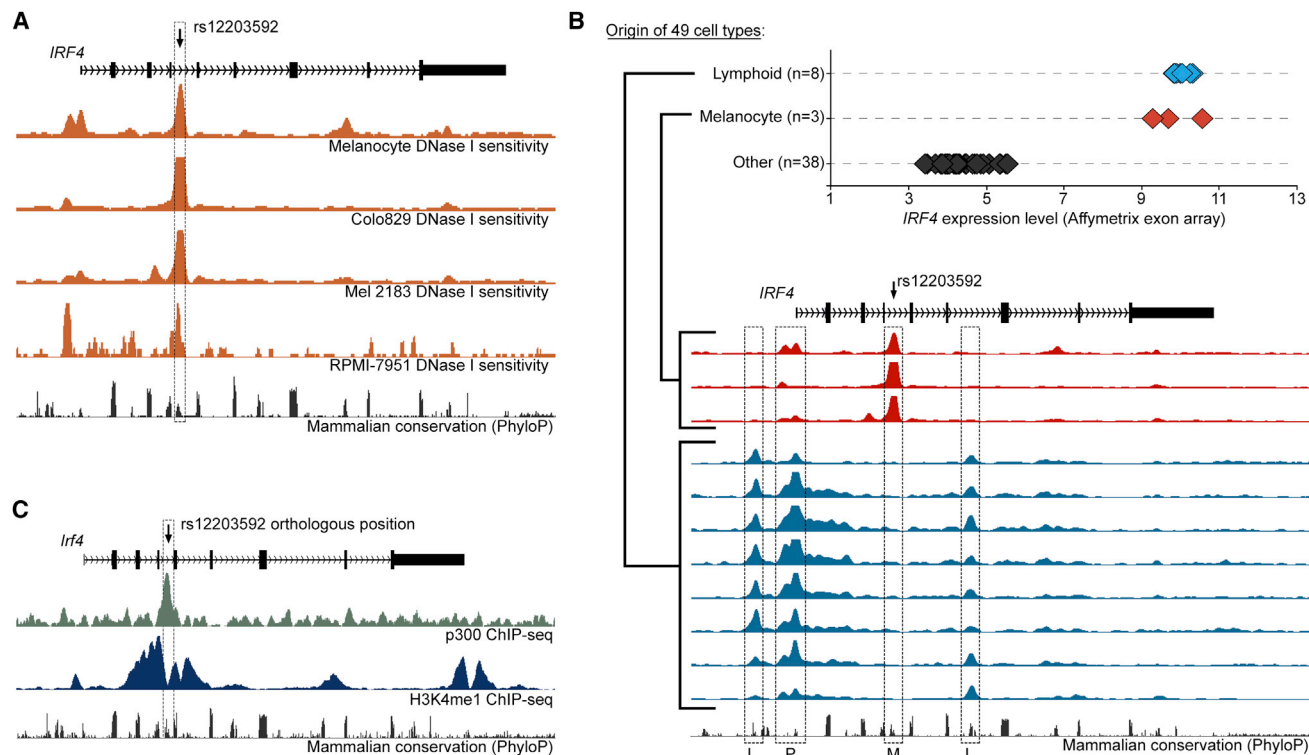 A
rs12203592
IRF4
Melanocyte DNase I sensitivity
Colo829 DNase I sensitivity
Mel 2183 DNase I sensitivity
RPMI-7951 DNase I sensitivity
Mammalian conservation (PhyloP)
C
rs12203592 orthologous position
Irf4
p300 ChIP-seq
H3K4me1 ChIP-seq
Mammalian conservation (PhyloP)
B
Origin of 49 cell types:
Lymphoid (n=8)
Melanocyte (n=3)
Other (n=38)
1 3 5 7 9 11 13
IRF4 expression level (Affymetrix exon array)
rs12203592
IRF4
Mammalian conservation (PhyloP)
P M